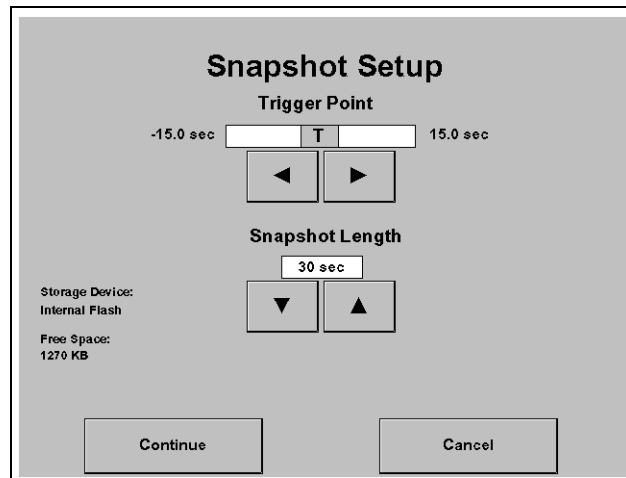 Snapshot Setup
Trigger Point
-15.0 sec T 15.0 sec
Snapshot Length
30 sec
Storage Device:
Internal Flash
Free Space:
1270 KB
Continue Cancel